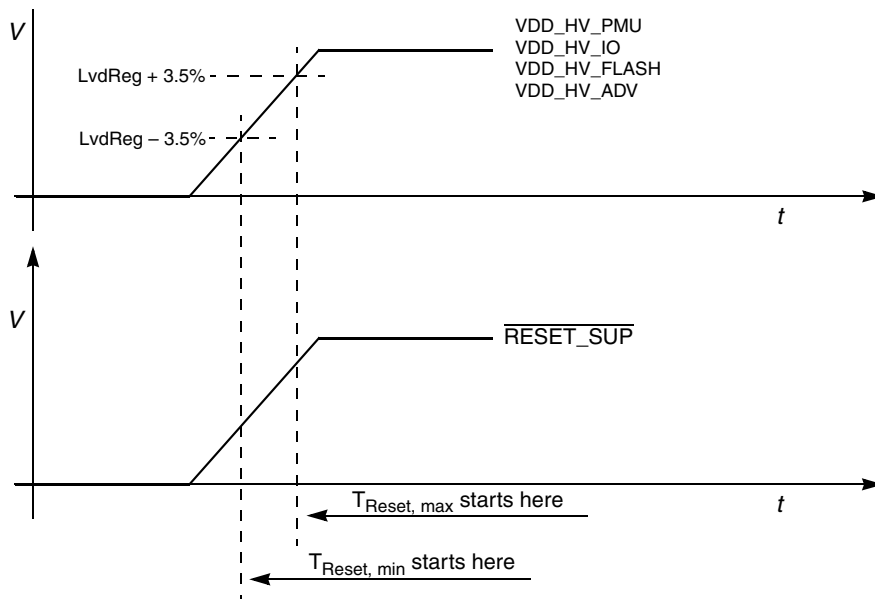 V
VDD_HV_PMU
VDD_HV_IO
VDD_HV_FLASH
VDD_HV_ADV
LvdReg + 3.5%
LvdReg – 3.5%
t
V
RESET_SUP
t
TReset, max starts here
TReset, min starts here